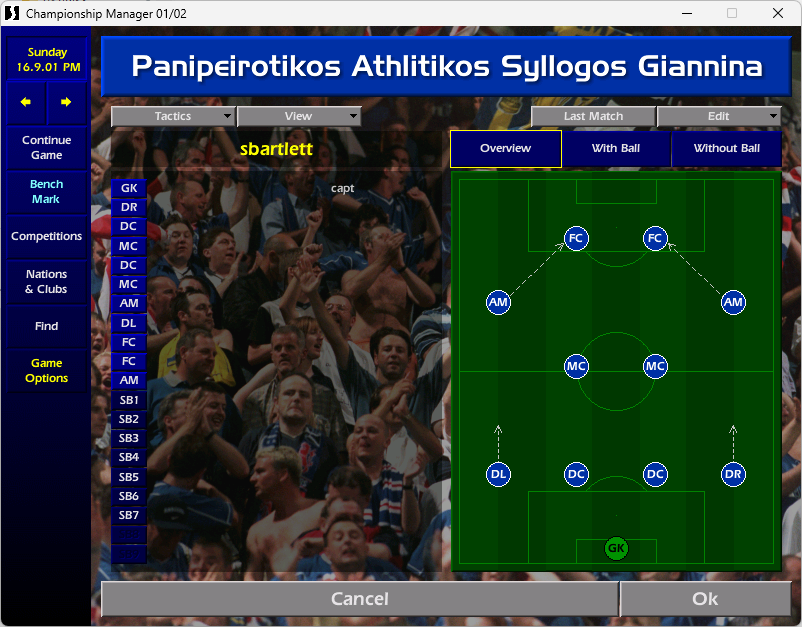 Championship Manager 01/02
Sunday
16.9.01 PM
Continue
Game
Bench
Mark
Competitions
Nations
& Clubs
Find
Game
Options
Panipeirotikos Athlitikos Syllogos Giannina
Tactics
View
Last Match
Edit
sbartlett
Overview
With Ball
Without Ball
GK
capt
DR
DC
MC
DC
MC
AM
DL
FC
FC
AM
SB1
SB2
SB3
SB4
SB5
SB6
SB7
FC
FC
AM
AM
MC
MC
DL
DC
DC
DR
GK
Cancel
Ok